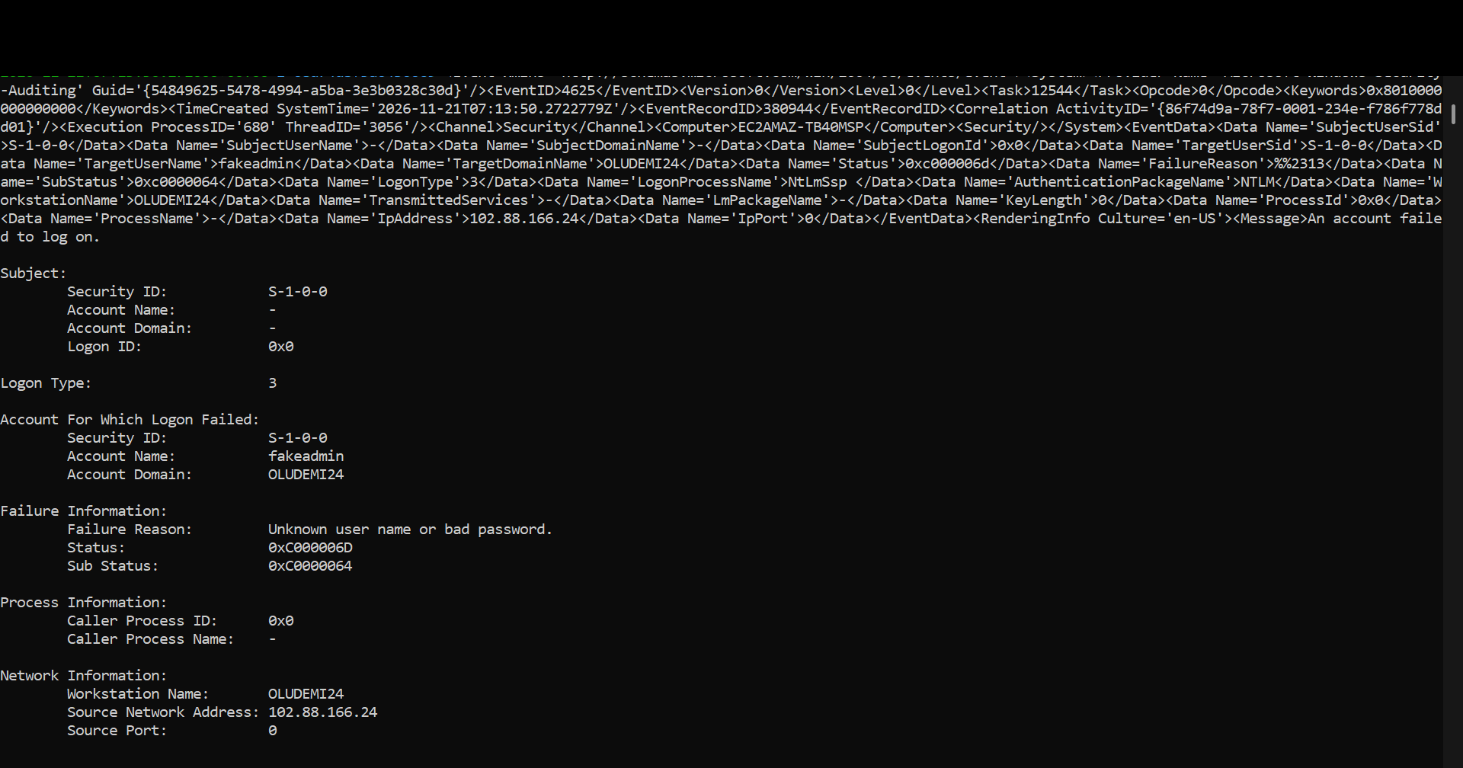 -Auditing' Guid='{54849625-5478-4994-a5ba-3e3b0328c30d}'/><EventID>4625</EventID><Version>0</Version><Level>0</Level><Task>12544</Task><Opcode>0</Opcode><Keywords>0x8010000
000000000</Keywords><TimeCreated SystemTime='2026-11-21T07:13:50.2722779Z'/><EventRecordID>380944</EventRecordID><Correlation ActivityID='{86f74d9a-78f7-0001-234e-f786f778d
d01}'/><Execution ProcessID='680' ThreadID='3056'/><Channel>Security</Channel><Computer>EC2AMAZ-TB40MSP</Computer><Security/></System><EventData><Data Name='SubjectUserSid'
>S-1-0-0</Data><Data Name='SubjectUserName'>-</Data><Data Name='SubjectDomainName'>-</Data><Data Name='SubjectLogonId'>0x0</Data><Data Name='TargetUserSid'>S-1-0-0</Data><D
ata Name='TargetUserName'>fakeadmin</Data><Data Name='TargetDomainName'>OLUDEMI24</Data><Data Name='Status'>0xc000006d</Data><Data Name='FailureReason'>%%2313</Data><Data N
ame='SubStatus'>0xc0000064</Data><Data Name='LogonType'>3</Data><Data Name='LogonProcessName'>NtLmSsp </Data><Data Name='AuthenticationPackageName'>NTLM</Data><Data Name='W
orkstationName'>OLUDEMI24</Data><Data Name='TransmittedServices'>-</Data><Data Name='LmPackageName'>-</Data><Data Name='KeyLength'>0</Data><Data Name='ProcessId'>0x0</Data>
<Data Name='ProcessName'>-</Data><Data Name='IpAddress'>102.88.166.24</Data><Data Name='IpPort'>0</Data></EventData><RenderingInfo Culture='en-US'><Message>An account faile
d to log on.
Subject:
Security ID: S-1-0-0
Account Name: -
Account Domain: -
Logon ID: 0x0
Logon Type: 3
Account For Which Logon Failed:
Security ID: S-1-0-0
Account Name: fakeadmin
Account Domain: OLUDEMI24
Failure Information:
Failure Reason: Unknown user name or bad password.
Status: 0xC000006D
Sub Status: 0xC0000064
Process Information:
Caller Process ID: 0x0
Caller Process Name: -
Network Information:
Workstation Name: OLUDEMI24
Source Network Address: 102.88.166.24
Source Port: 0